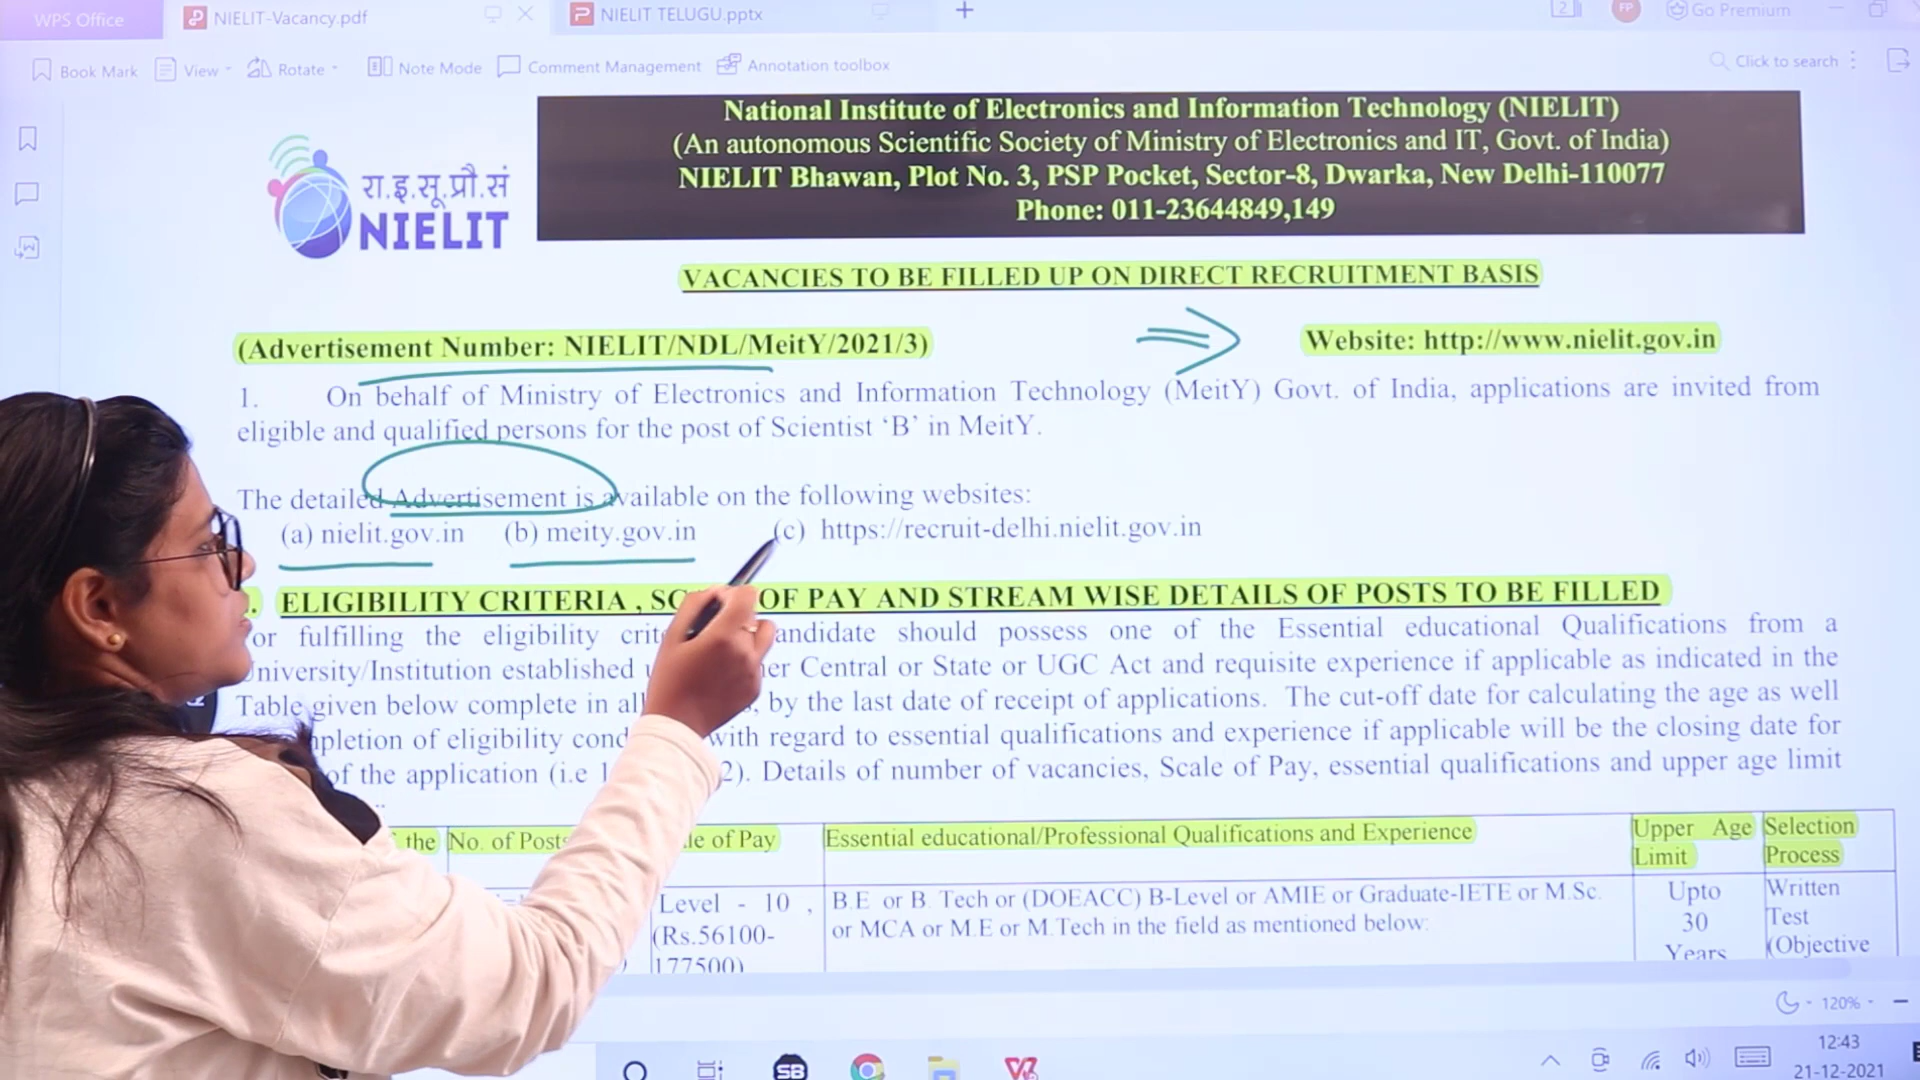 WPS Office
NIELIT-Vacancy.pdf
NIELIT TELUGU.pptx
2
FP
Go Premium
Book Mark
View
Rotate
Note Mode
Comment Management
Annotation toolbox
Click to search
रा.इ.सू.प्रौ.सं
NIELIT
National Institute of Electronics and Information Technology (NIELIT)
(An autonomous Scientific Society of Ministry of Electronics and IT, Govt. of India)
NIELIT Bhawan, Plot No. 3, PSP Pocket, Sector-8, Dwarka, New Delhi-110077
Phone: 011-23644849,149
VACANCIES TO BE FILLED UP ON DIRECT RECRUITMENT BASIS
(Advertisement Number: NIELIT/NDL/MeitY/2021/3)
Website: http://www.nielit.gov.in
1. On behalf of Ministry of Electronics and Information Technology (MeitY) Govt. of India, applications are invited from
eligible and qualified persons for the post of Scientist ‘B’ in MeitY.
The detailed Advertisement is available on the following websites:
(a) nielit.gov.in (b) meity.gov.in (c) https://recruit-delhi.nielit.gov.in
ELIGIBILITY CRITERIA , OF PAY AND STREAM WISE DETAILS OF POSTS TO BE FILLED
fulfilling the eligibility should possess one of the Essential educational Qualifications from a
University/Institution established Central or State or UGC Act and requisite experience if applicable as indicated in the
Table given below complete in all by the last date of receipt of applications. The cut-off date for calculating the age as well
of eligibility with regard to essential qualifications and experience if applicable will be the closing date for
of the application (i.e 2). Details of number of vacancies, Scale of Pay, essential qualifications and upper age limit
the
No. of Posts
of Pay
Essential educational/Professional Qualifications and Experience
Upper Age
Limit
Selection
Process
Level - 10 ,
(Rs.56100-
177500)
B.E or B. Tech or (DOEACC) B-Level or AMIE or Graduate-IETE or M.Sc.
or MCA or M.E or M.Tech in the field as mentioned below:
Upto
30
Years
Written
Test
(Objective
120%
SB
12:43
21-12-2021